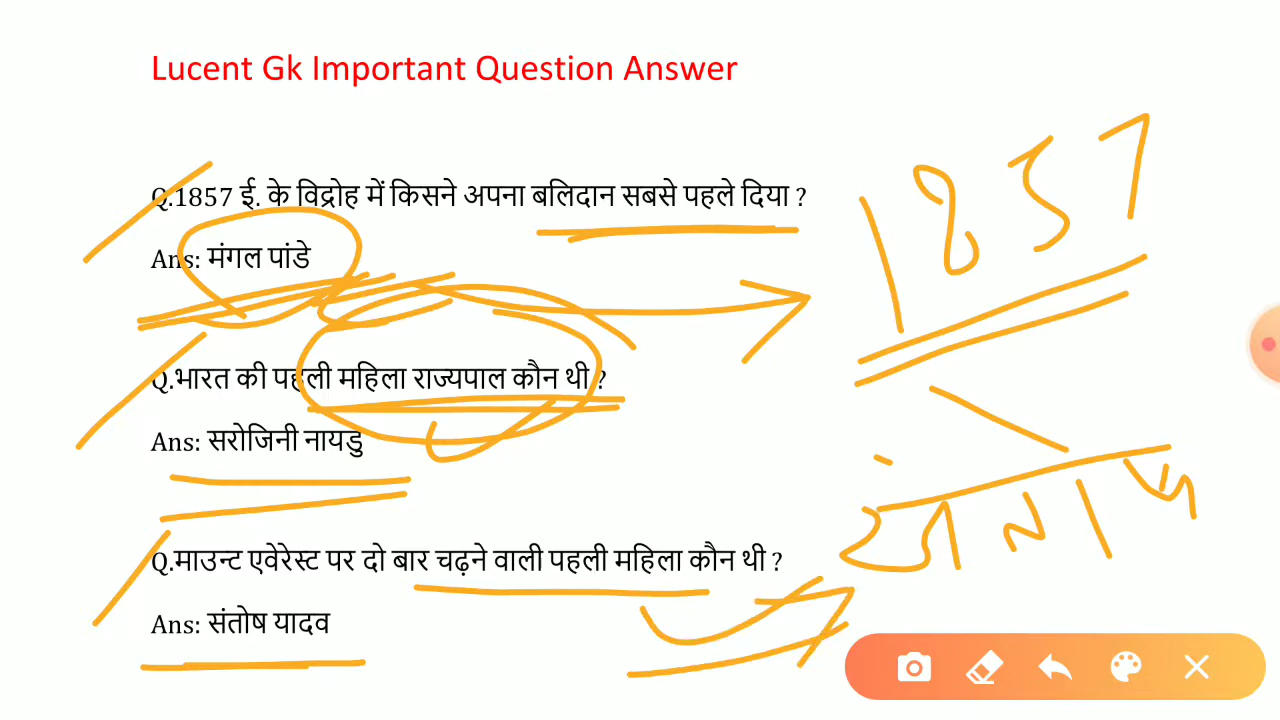 Lucent Gk Important Question Answer
Q.1857 ई. के विद्रोह में किसने अपना बलिदान सबसे पहले दिया ?
Ans: मंगल पांडे
1857
Q.भारत की पहली महिला राज्यपाल कौन थी ?
Ans: सरोजिनी नायडु
Q.माउन्ट एवेरेस्ट पर दो बार चढ़ने वाली पहली महिला कौन थी ?
Ans: संतोष यादव